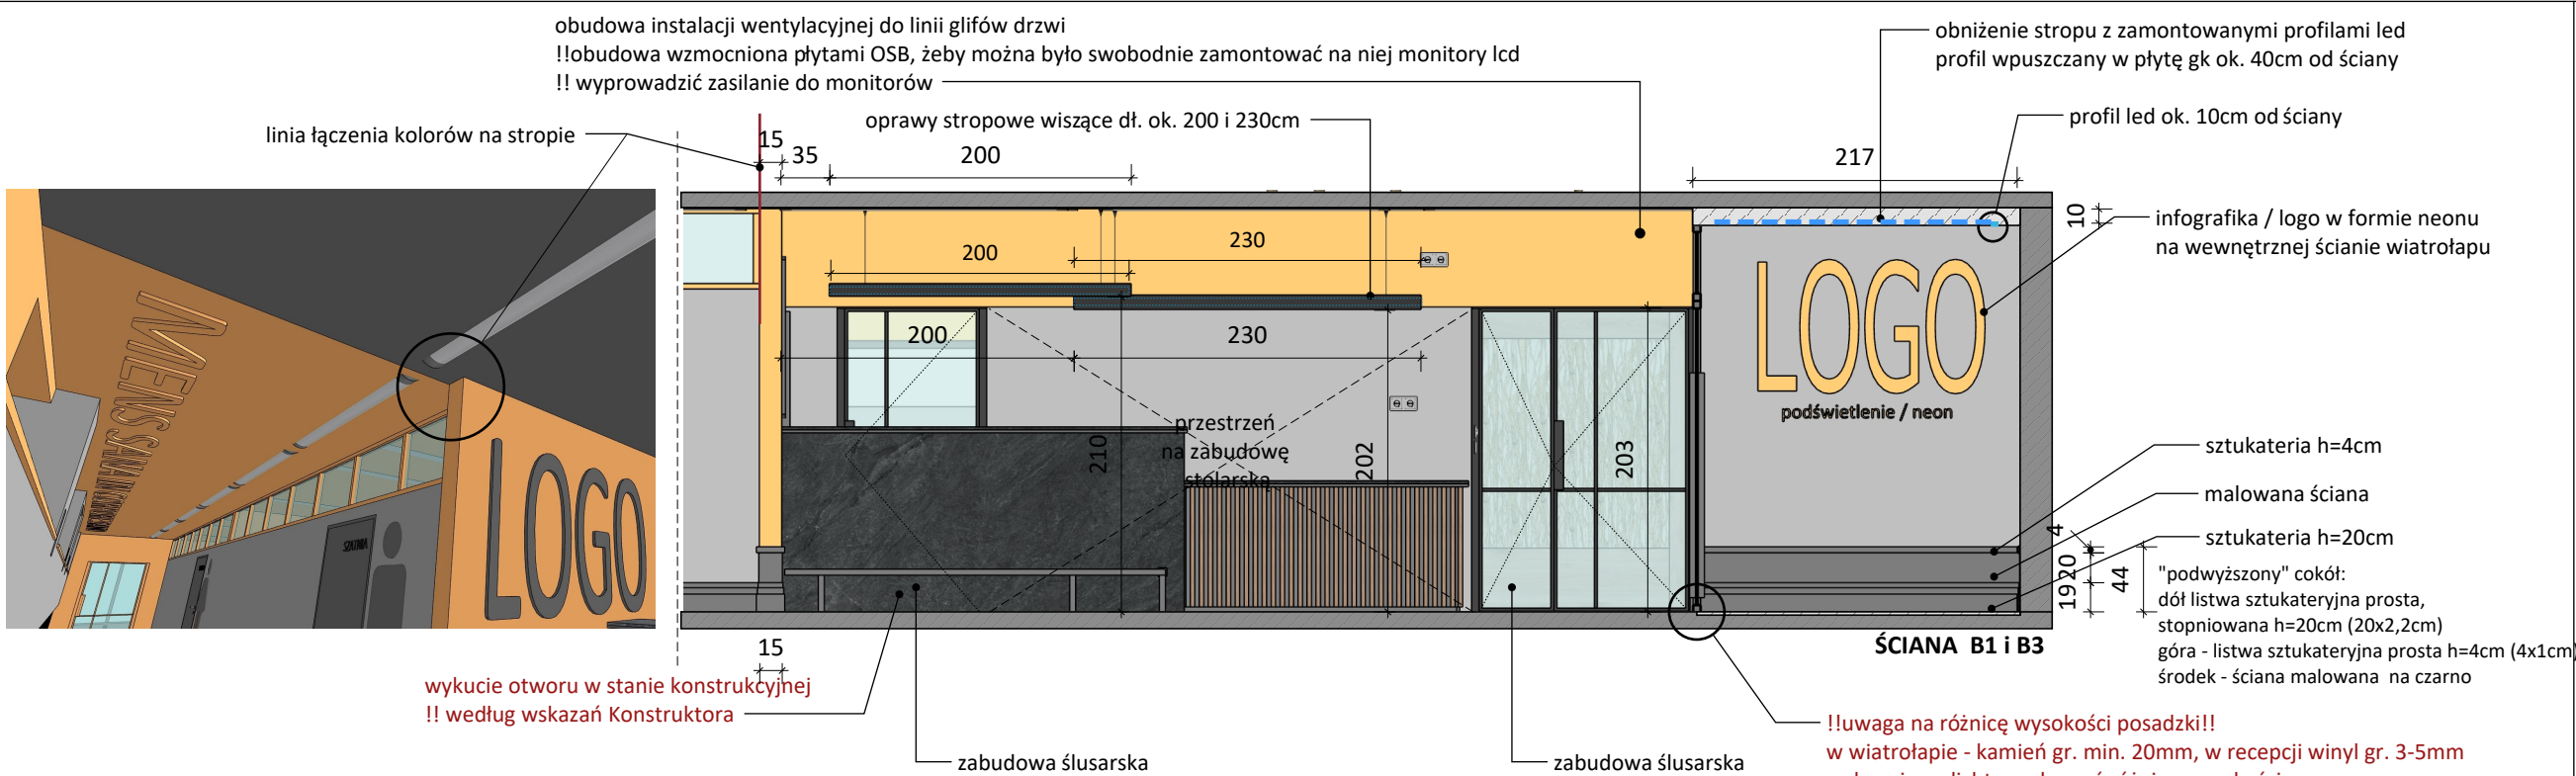 obudowa instalacji wentylacyjnej do linii glifów drzwi
!!obudowa wzmocniona płytami OSB, żeby można było swobodnie zamontować na niej monitory lcd
!! wyprowadzić zasilanie do monitorów
obniżenie stropu z zamontowanymi profilami led
profil wpuszczany w płytę gk ok. 40cm od ściany
linia łączenia kolorów na stropie
oprawy stropowe wiszące dł. ok. 200 i 230cm
profil led ok. 10cm od ściany
15
35
200
217
10
infografika / logo w formie neonu
na wewnętrznej ścianie wiatrołapu
200
230
MENS SANA
LOGO
SZATNIA
LOGO
podświetlenie / neon
200
230
przestrzeń
na zabudowę
stolarską
210
202
203
sztukateria h=4cm
malowana ściana
sztukateria h=20cm
4
20
19
44
"podwyższony" cokół:
dół listwa sztukateryjna prosta,
stopniowana h=20cm (20x2,2cm)
góra - listwa sztukateryjna prosta h=4cm (4x1cm)
środek - ściana malowana na czarno
ŚCIANA B1 i B3
15
wykucie otworu w stanie konstrukcyjnej
!! według wskazań Konstruktora
zabudowa ślusarska
zabudowa ślusarska
!!uwaga na różnicę wysokości posadzki!!
w wiatrołapie - kamień gr. min. 20mm, w recepcji winyl gr. 3-5mm